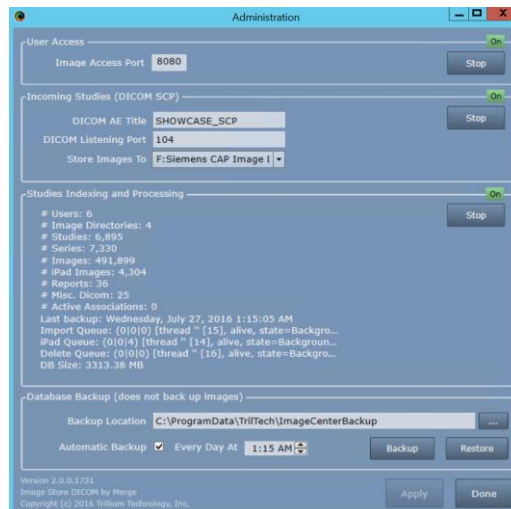 Administration
User Access
On
Image Access Port 8080
Stop
Incoming Studies (DICOM SCP)
On
DICOM AE Title SHOWCASE_SCP
Stop
DICOM Listening Port 104
Store Images To F:Siemens CAP Image I
Studies Indexing and Processing
On
# Users: 6
Stop
# Image Directories: 4
# Studies: 6,895
# Series: 7,330
# Images: 491,899
# iPad Images: 4,304
# Reports: 36
# Misc. Dicom: 25
# Active Associations: 0
Last backup: Wednesday, July 27, 2016 1:15:05 AM
Import Queue: (0|0|0) [thread '' [15], alive, state=Backgro...
iPad Queue: (0|0|4) [thread '' [14], alive, state=Backgroun...
Delete Queue: (0|0|0) [thread '' [16], alive, state=Backgro...
DB Size: 3313.38 MB
Database Backup (does not back up images)
Backup Location C:\ProgramData\TrilTech\ImageCenterBackup ...
Automatic Backup Every Day At 1:15 AM Backup Restore
Version 2.0.0.1731
Image Store DICOM by Merge
Copyright (c) 2016 Trillium Technology, Inc.
Apply Done